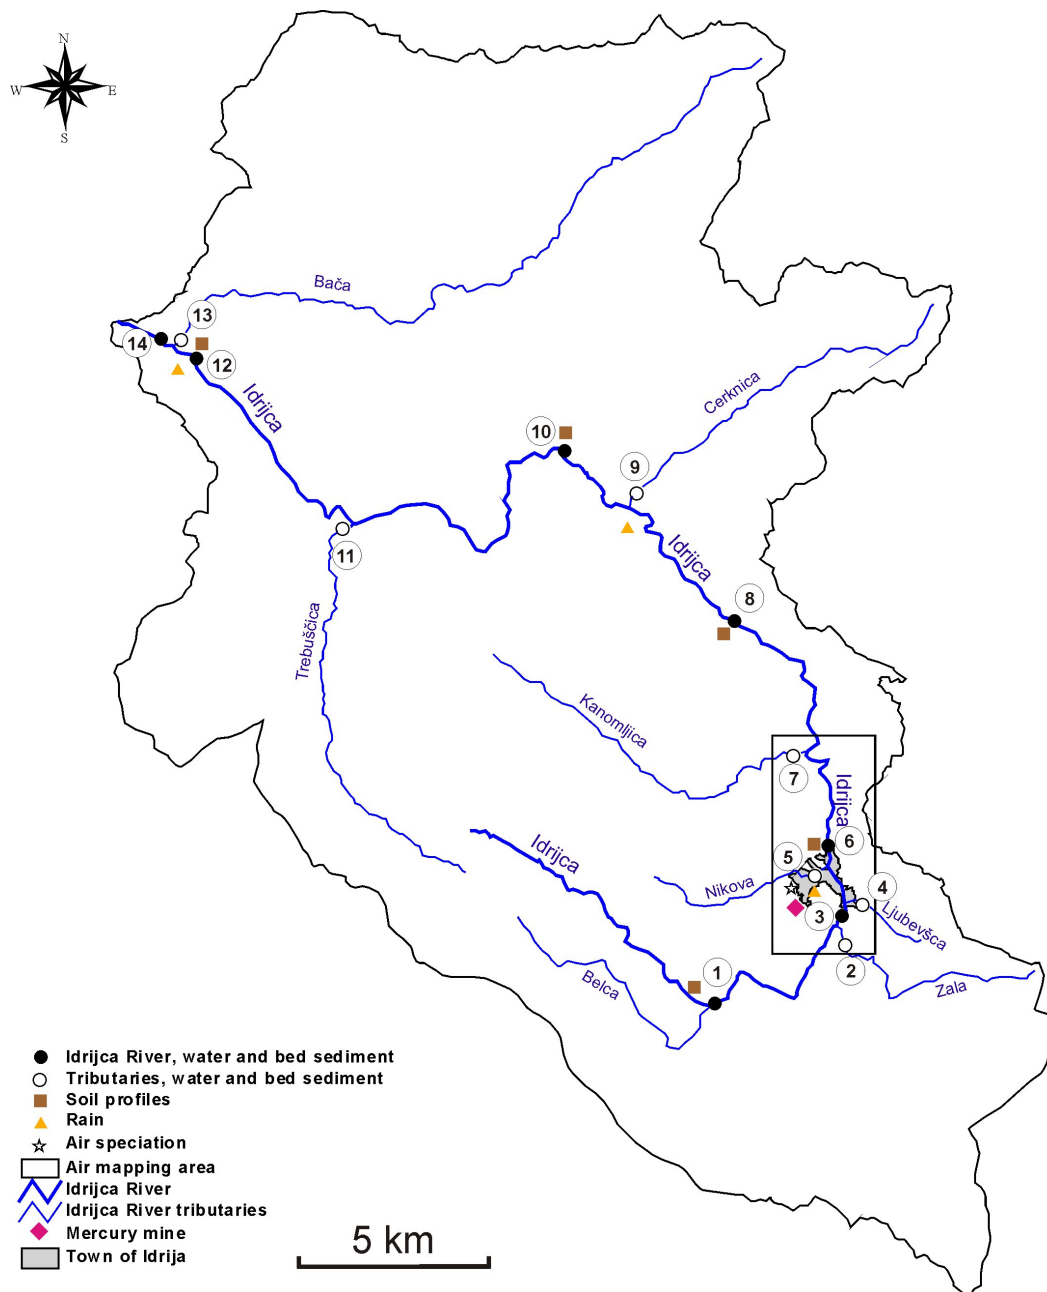 N
W
E
S
Bača
13
14
12
Idrijca
Cerknica
10
9
Idrijca
11
8
Trebuščica
Kanomljica
7
Idrijca
Idrijca
6
5
4
Nikova
3
Ljubevšca
2
1
Belca
Zala
Idrijca River, water and bed sediment
Tributaries, water and bed sediment
Soil profiles
Rain
Air speciation
Air mapping area
Idrijca River
Idrijca River tributaries
Mercury mine
Town of Idrija
5 km